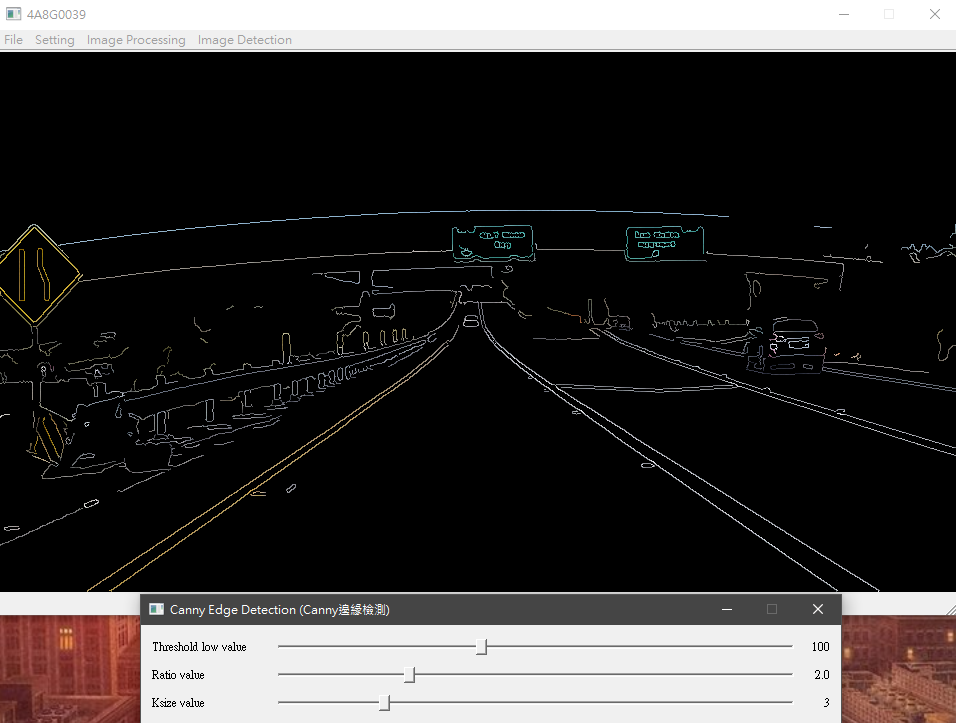 4A8G0039
File Setting Image Processing Image Detection
Canny Edge Detection (Canny邊緣檢測)
Threshold low value 100
Ratio value 2.0
Ksize value 3